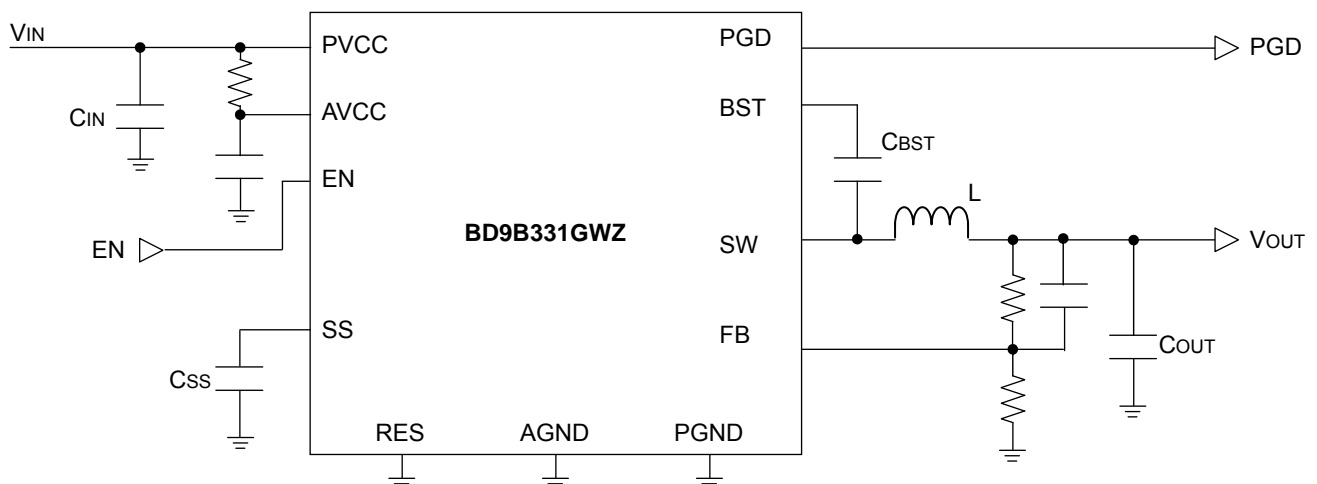 VIN
PVCC
PGD
PGD
CIN
AVCC
BST
CBST
EN
L
BD9B331GWZ
EN
SW
VOUT
SS
FB
COUT
CSS
RES
AGND
PGND